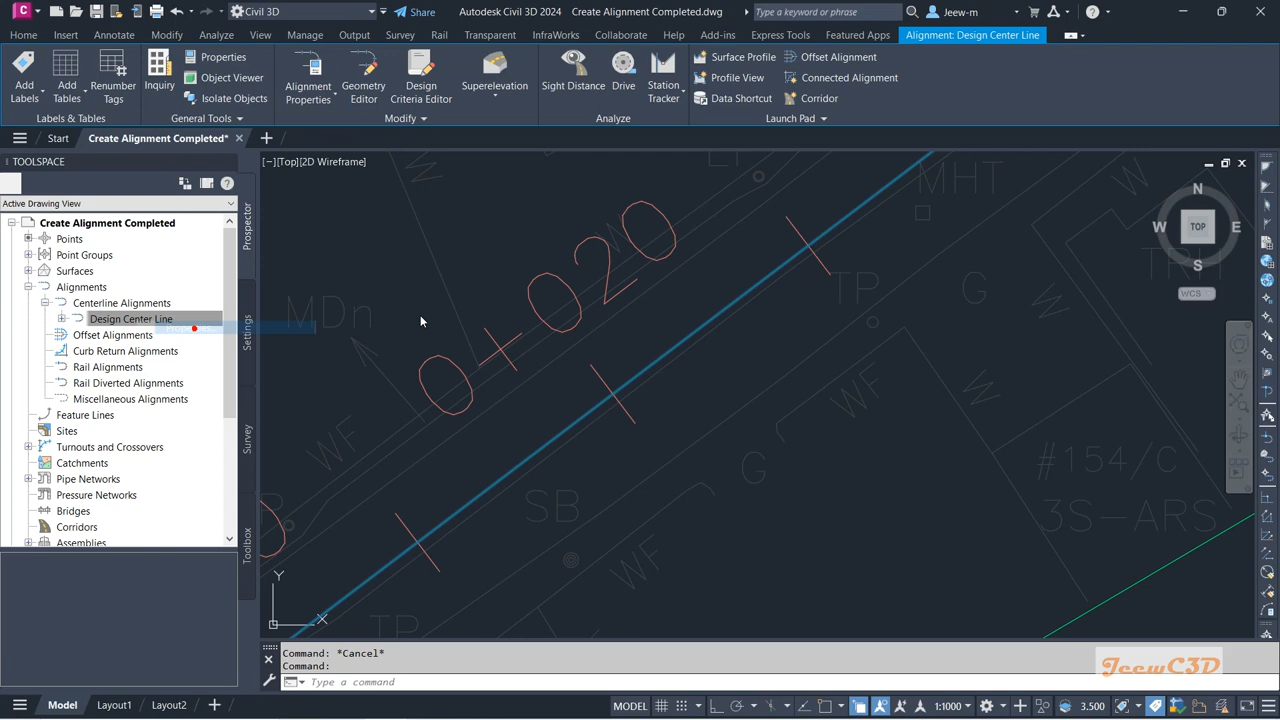 Civil 3D
Share
Autodesk Civil 3D 2024 Create Alignment Completed.dwg
Type a keyword or phrase
Jeew-m
Home Insert Annotate Modify Analyze View Manage Output Survey Rail Transparent InfraWorks Collaborate Help Add-ins Express Tools Featured Apps Alignment: Design Center Line
Add Labels
Add Tables
Renumber Tags
Inquiry
Properties
Object Viewer
Isolate Objects
Alignment Properties
Geometry Editor
Design Criteria Editor
Superelevation
Sight Distance
Drive
Station Tracker
Surface Profile
Profile View
Data Shortcut
Offset Alignment
Connected Alignment
Corridor
Labels & Tables General Tools Modify Analyze Launch Pad
Start Create Alignment Completed*
TOOLSPACE
[−][Top][2D Wireframe]
Active Drawing View
Create Alignment Completed
Points
Point Groups
Surfaces
Alignments
Centerline Alignments
Design Center Line
Offset Alignments
Curb Return Alignments
Rail Alignments
Rail Diverted Alignments
Miscellaneous Alignments
Feature Lines
Sites
Turnouts and Crossovers
Catchments
Pipe Networks
Pressure Networks
Bridges
Corridors
Assemblies
Prospector
Settings
Survey
Toolbox
N
W TOP E
S
WCS
0+020
MHT
W
TP
G
MDn
WF
WF
W
G
SB
WF
#154/C
3S-ARS
TP
Y
X
Command: *Cancel*
Command:
Type a command
JeewC3D
Model Layout1 Layout2
MODEL
1:1000
3.500